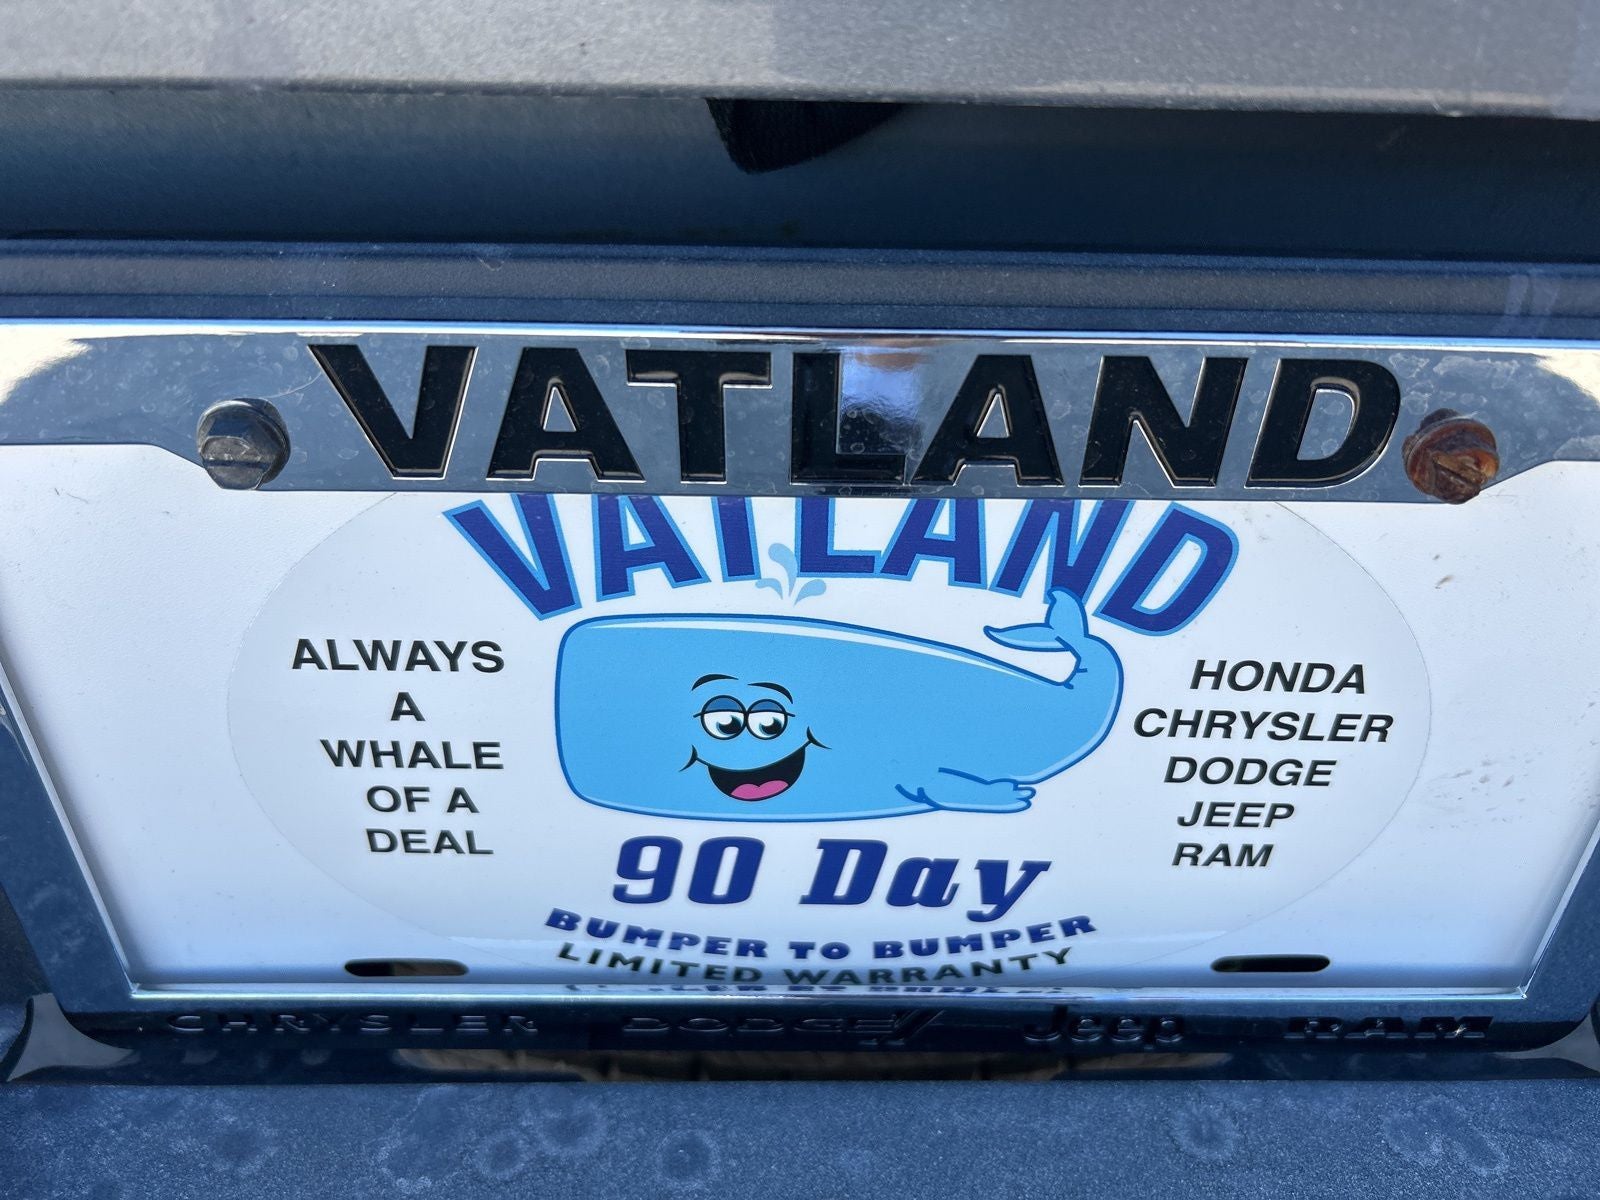 VATLAND
VATLAND
ALWAYS
A
WHALE
OF A
DEAL
HONDA
CHRYSLER
DODGE
JEEP
RAM
90 Day
BUMPER TO BUMPER
LIMITED WARRANTY
CHRYSLER DODGE Jeep RAM